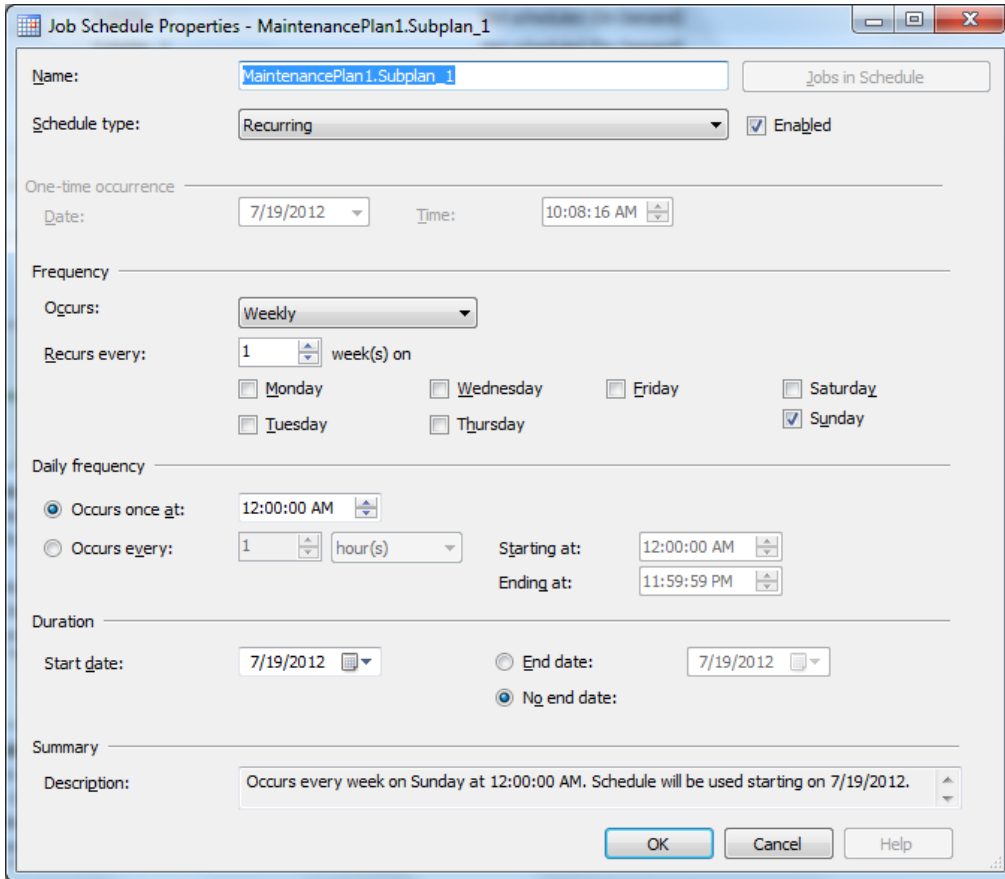 Job Schedule Properties - MaintenancePlan1.Subplan_1
Name: MaintenancePlan1.Subplan_1 Jobs in Schedule
Schedule type: Recurring Enabled
One-time occurrence
Date: 7/19/2012 Time: 10:08:16 AM
Frequency
Occurs: Weekly
Recurs every: 1 week(s) on
Monday Wednesday Friday Saturday
Tuesday Thursday Sunday
Daily frequency
Occurs once at: 12:00:00 AM
Occurs every: 1 hour(s) Starting at: 12:00:00 AM
Ending at: 11:59:59 PM
Duration
Start date: 7/19/2012 End date: 7/19/2012
No end date:
Summary
Description: Occurs every week on Sunday at 12:00:00 AM. Schedule will be used starting on 7/19/2012.
OK Cancel Help